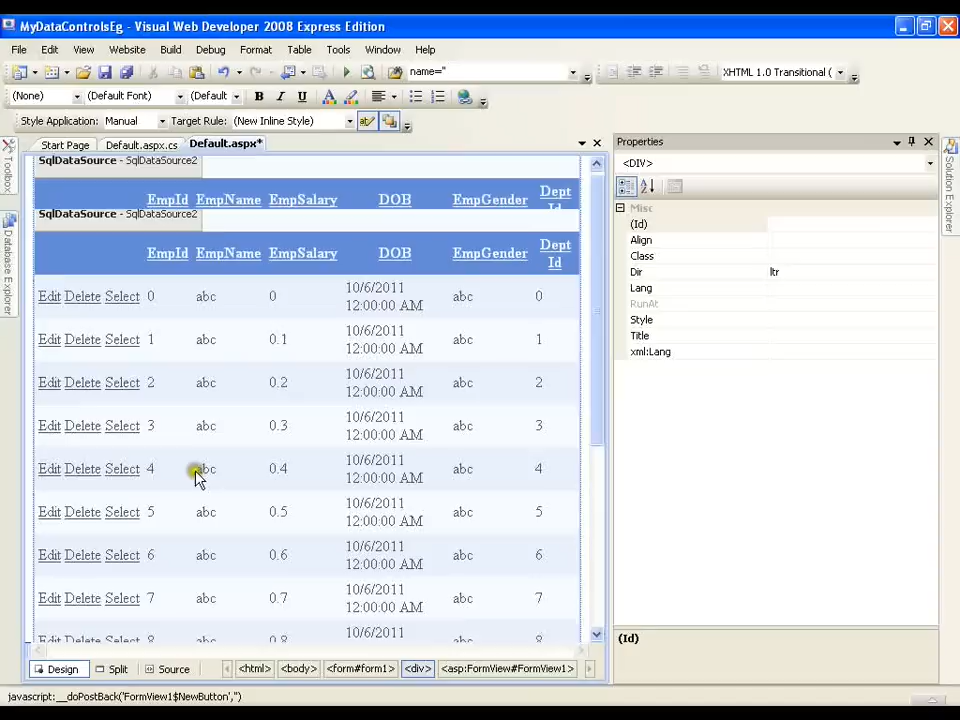 MyDataControlsEg - Visual Web Developer 2008 Express Edition
File Edit View Website Build Debug Format Table Tools Window Help
name=" XHTML 1.0 Transitional (
(None) (Default Font) (Default B I U A
Style Application: Manual Target Rule: (New Inline Style)
Start Page Default.aspx.cs Default.aspx*
Toolbox
Database Explorer
SqlDataSource - SqlDataSource2
EmpId EmpName EmpSalary DOB EmpGender Dept Id
SqlDataSource - SqlDataSource2
EmpId EmpName EmpSalary DOB EmpGender Dept
Id
Edit Delete Select 0 abc 0 10/6/2011 12:00:00 AM abc 0
Edit Delete Select 1 abc 0.1 10/6/2011 12:00:00 AM abc 1
Edit Delete Select 2 abc 0.2 10/6/2011 12:00:00 AM abc 2
Edit Delete Select 3 abc 0.3 10/6/2011 12:00:00 AM abc 3
Edit Delete Select 4 abc 0.4 10/6/2011 12:00:00 AM abc 4
Edit Delete Select 5 abc 0.5 10/6/2011 12:00:00 AM abc 5
Edit Delete Select 6 abc 0.6 10/6/2011 12:00:00 AM abc 6
Edit Delete Select 7 abc 0.7 10/6/2011 12:00:00 AM abc 7
10/6/2011
Design Split Source <html> <body> <form#form1> <div> <asp:FormView#FormView1>
Properties
<DIV>
Misc
(Id)
Align
Class
Dir ltr
Lang
RunAt
Style
Title
xml:Lang
(Id)
Solution Explorer
javascript:__doPostBack('FormView1$NewButton','')